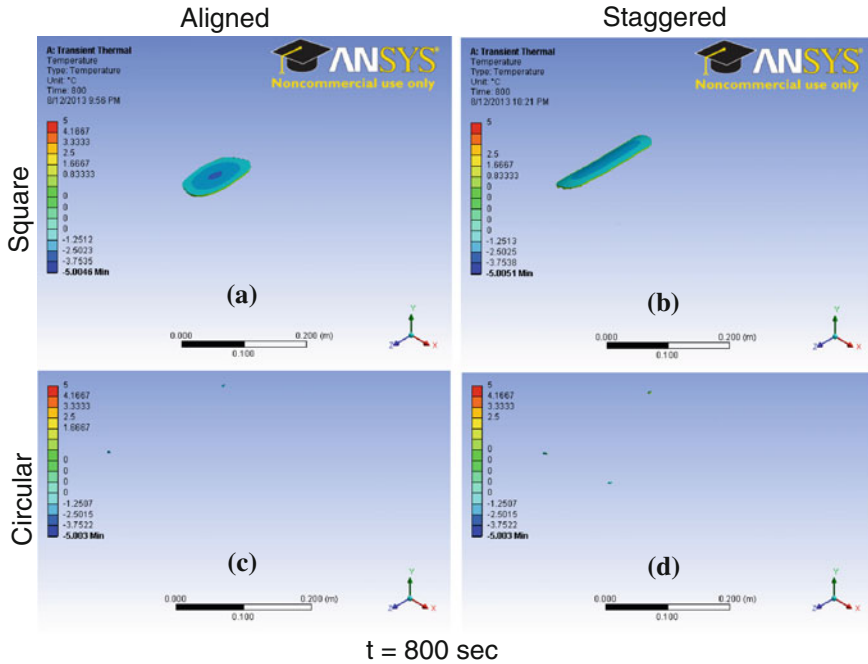 Aligned
Staggered
Square
A: Transient Thermal
Temperature
Type: Temperature
Unit: °C
Time: 800
8/12/2013 9:56 PM
ANSYS®
Noncommercial use only
5
4.1667
3.3333
2.5
1.6667
0.83333
0
0
0
-1.2512
-2.5023
-3.7535
-5.0046 Min
(a)
0.000
0.200 (m)
0.100
Y
Z
X
A: Transient Thermal
Temperature
Type: Temperature
Unit: °C
Time: 800
8/12/2013 10:21 PM
ANSYS®
Noncommercial use only
5
4.1667
3.3333
2.5
1.6667
0.83333
0
0
0
-1.2513
-2.5025
-3.7538
-5.0051 Min
(b)
0.000
0.200 (m)
0.100
Y
Z
X
Circular
5
4.1667
3.3333
2.5
1.6667
0
0
0
-1.2507
-2.5015
-3.7522
-5.003 Min
(c)
0.000
0.200 (m)
0.100
Y
Z
X
5
4.1667
3.3333
2.5
0
0
0
-1.2507
-2.5015
-3.7522
-5.003 Min
(d)
0.000
0.200 (m)
0.100
Y
Z
X
t = 800 sec